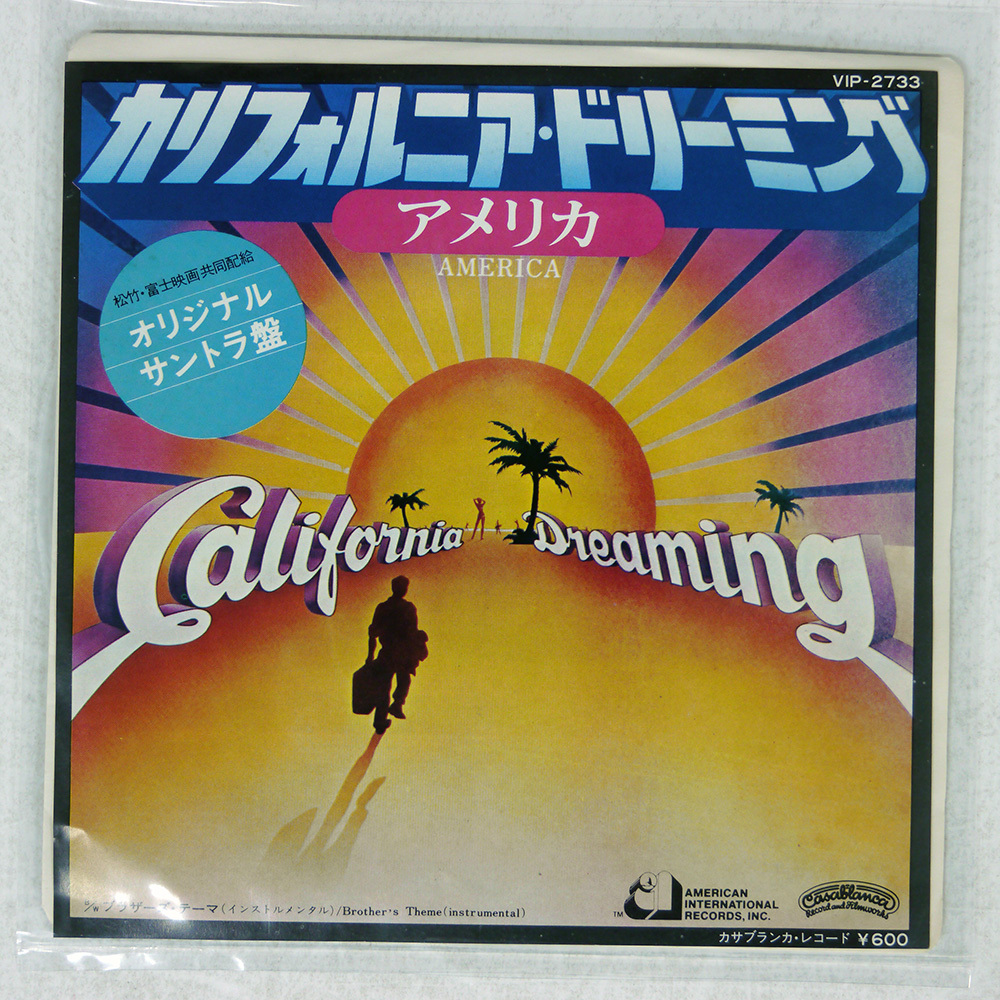 VIP-2733
カリフォルニア・ドリーミング
アメリカ
AMERICA
松竹・富士映画共同配給
オリジナル
サントラ盤
California Dreaming
B/W ブラザーズ・テーマ(インストルメンタル)/Brother's Theme(instrumental)
TM
AMERICAN
INTERNATIONAL
RECORDS, INC.
Casablanca
Record and Filmworks
カサブランカ・レコード ¥600